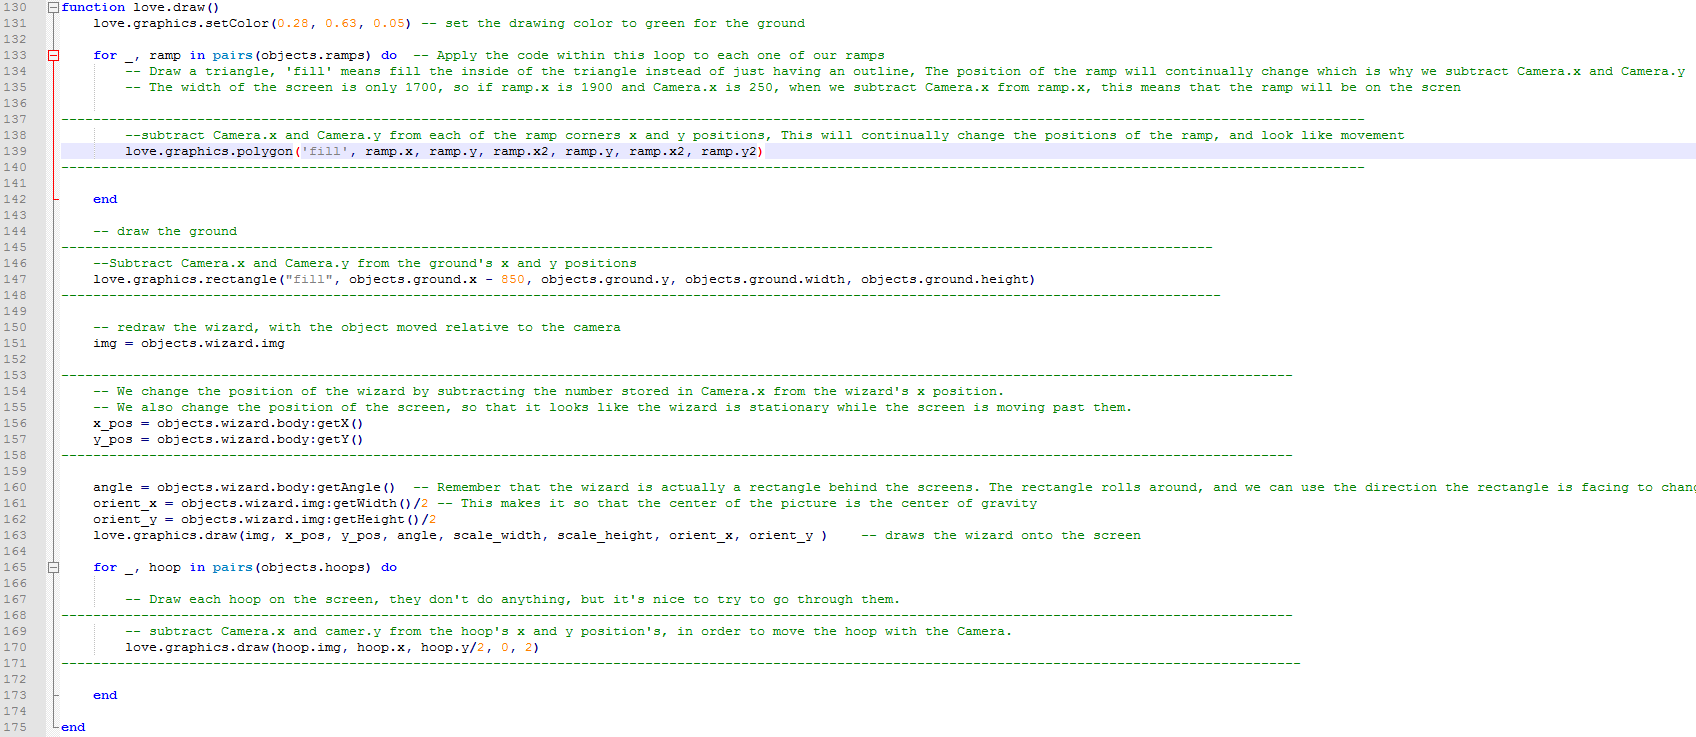 130 function love.draw()
131 love.graphics.setColor(0.28, 0.63, 0.05) -- set the drawing color to green for the ground
132
133 for _, ramp in pairs(objects.ramps) do  -- Apply the code within this loop to each one of our ramps
134 -- Draw a triangle, 'fill' means fill the inside of the triangle instead of just having an outline, The position of the ramp will continually change which is why we subtract Camera.x and Camera.y
135 -- The width of the screen is only 1700, so if ramp.x is 1900 and Camera.x is 250, when we subtract Camera.x from ramp.x, this means that the ramp will be on the scren
136
137 ------------------------------------------------------------------------------------------------------------------------------------------------------------------
138 --subtract Camera.x and Camera.y from each of the ramp corners x and y positions, This will continually change the positions of the ramp, and look like movement
139 love.graphics.polygon('fill', ramp.x, ramp.y, ramp.x2, ramp.y, ramp.x2, ramp.y2)
140 ------------------------------------------------------------------------------------------------------------------------------------------------------------------
141
142 end
143
144 -- draw the ground
145 ------------------------------------------------------------------------------------------------------------------------------------------------
146 --Subtract Camera.x and Camera.y from the ground's x and y positions
147 love.graphics.rectangle("fill", objects.ground.x - 850, objects.ground.y, objects.ground.width, objects.ground.height)
148 -------------------------------------------------------------------------------------------------------------------------------------------------
149
150 -- redraw the wizard, with the object moved relative to the camera
151 img = objects.wizard.img
152
153 ----------------------------------------------------------------------------------------------------------------------------------------------------------
154 -- We change the position of the wizard by subtracting the number stored in Camera.x from the wizard's x position.
155 -- We also change the position of the screen, so that it looks like the wizard is stationary while the screen is moving past them.
156 x_pos = objects.wizard.body:getX()
157 y_pos = objects.wizard.body:getY()
158 ----------------------------------------------------------------------------------------------------------------------------------------------------------
159
160 angle = objects.wizard.body:getAngle()  -- Remember that the wizard is actually a rectangle behind the screens. The rectangle rolls around, and we can use the direction the rectangle is facing to
161 orient_x = objects.wizard.img:getWidth()/2 -- This makes it so that the center of the picture is the center of gravity
162 orient_y = objects.wizard.img:getHeight()/2
163 love.graphics.draw(img, x_pos, y_pos, angle, scale_width, scale_height, orient_x, orient_y )    -- draws the wizard onto the screen
164
165 for _, hoop in pairs(objects.hoops) do
166
167 -- Draw each hoop on the screen, they don't do anything, but it's nice to try to go through them.
168 ----------------------------------------------------------------------------------------------------------------------------------------------------------
169 -- subtract Camera.x and camer.y from the hoop's x and y position's, in order to move the hoop with the Camera.
170 love.graphics.draw(hoop.img, hoop.x, hoop.y/2, 0, 2)
171 -----------------------------------------------------------------------------------------------------------------------------------------------------------
172
173 end
174
175 end